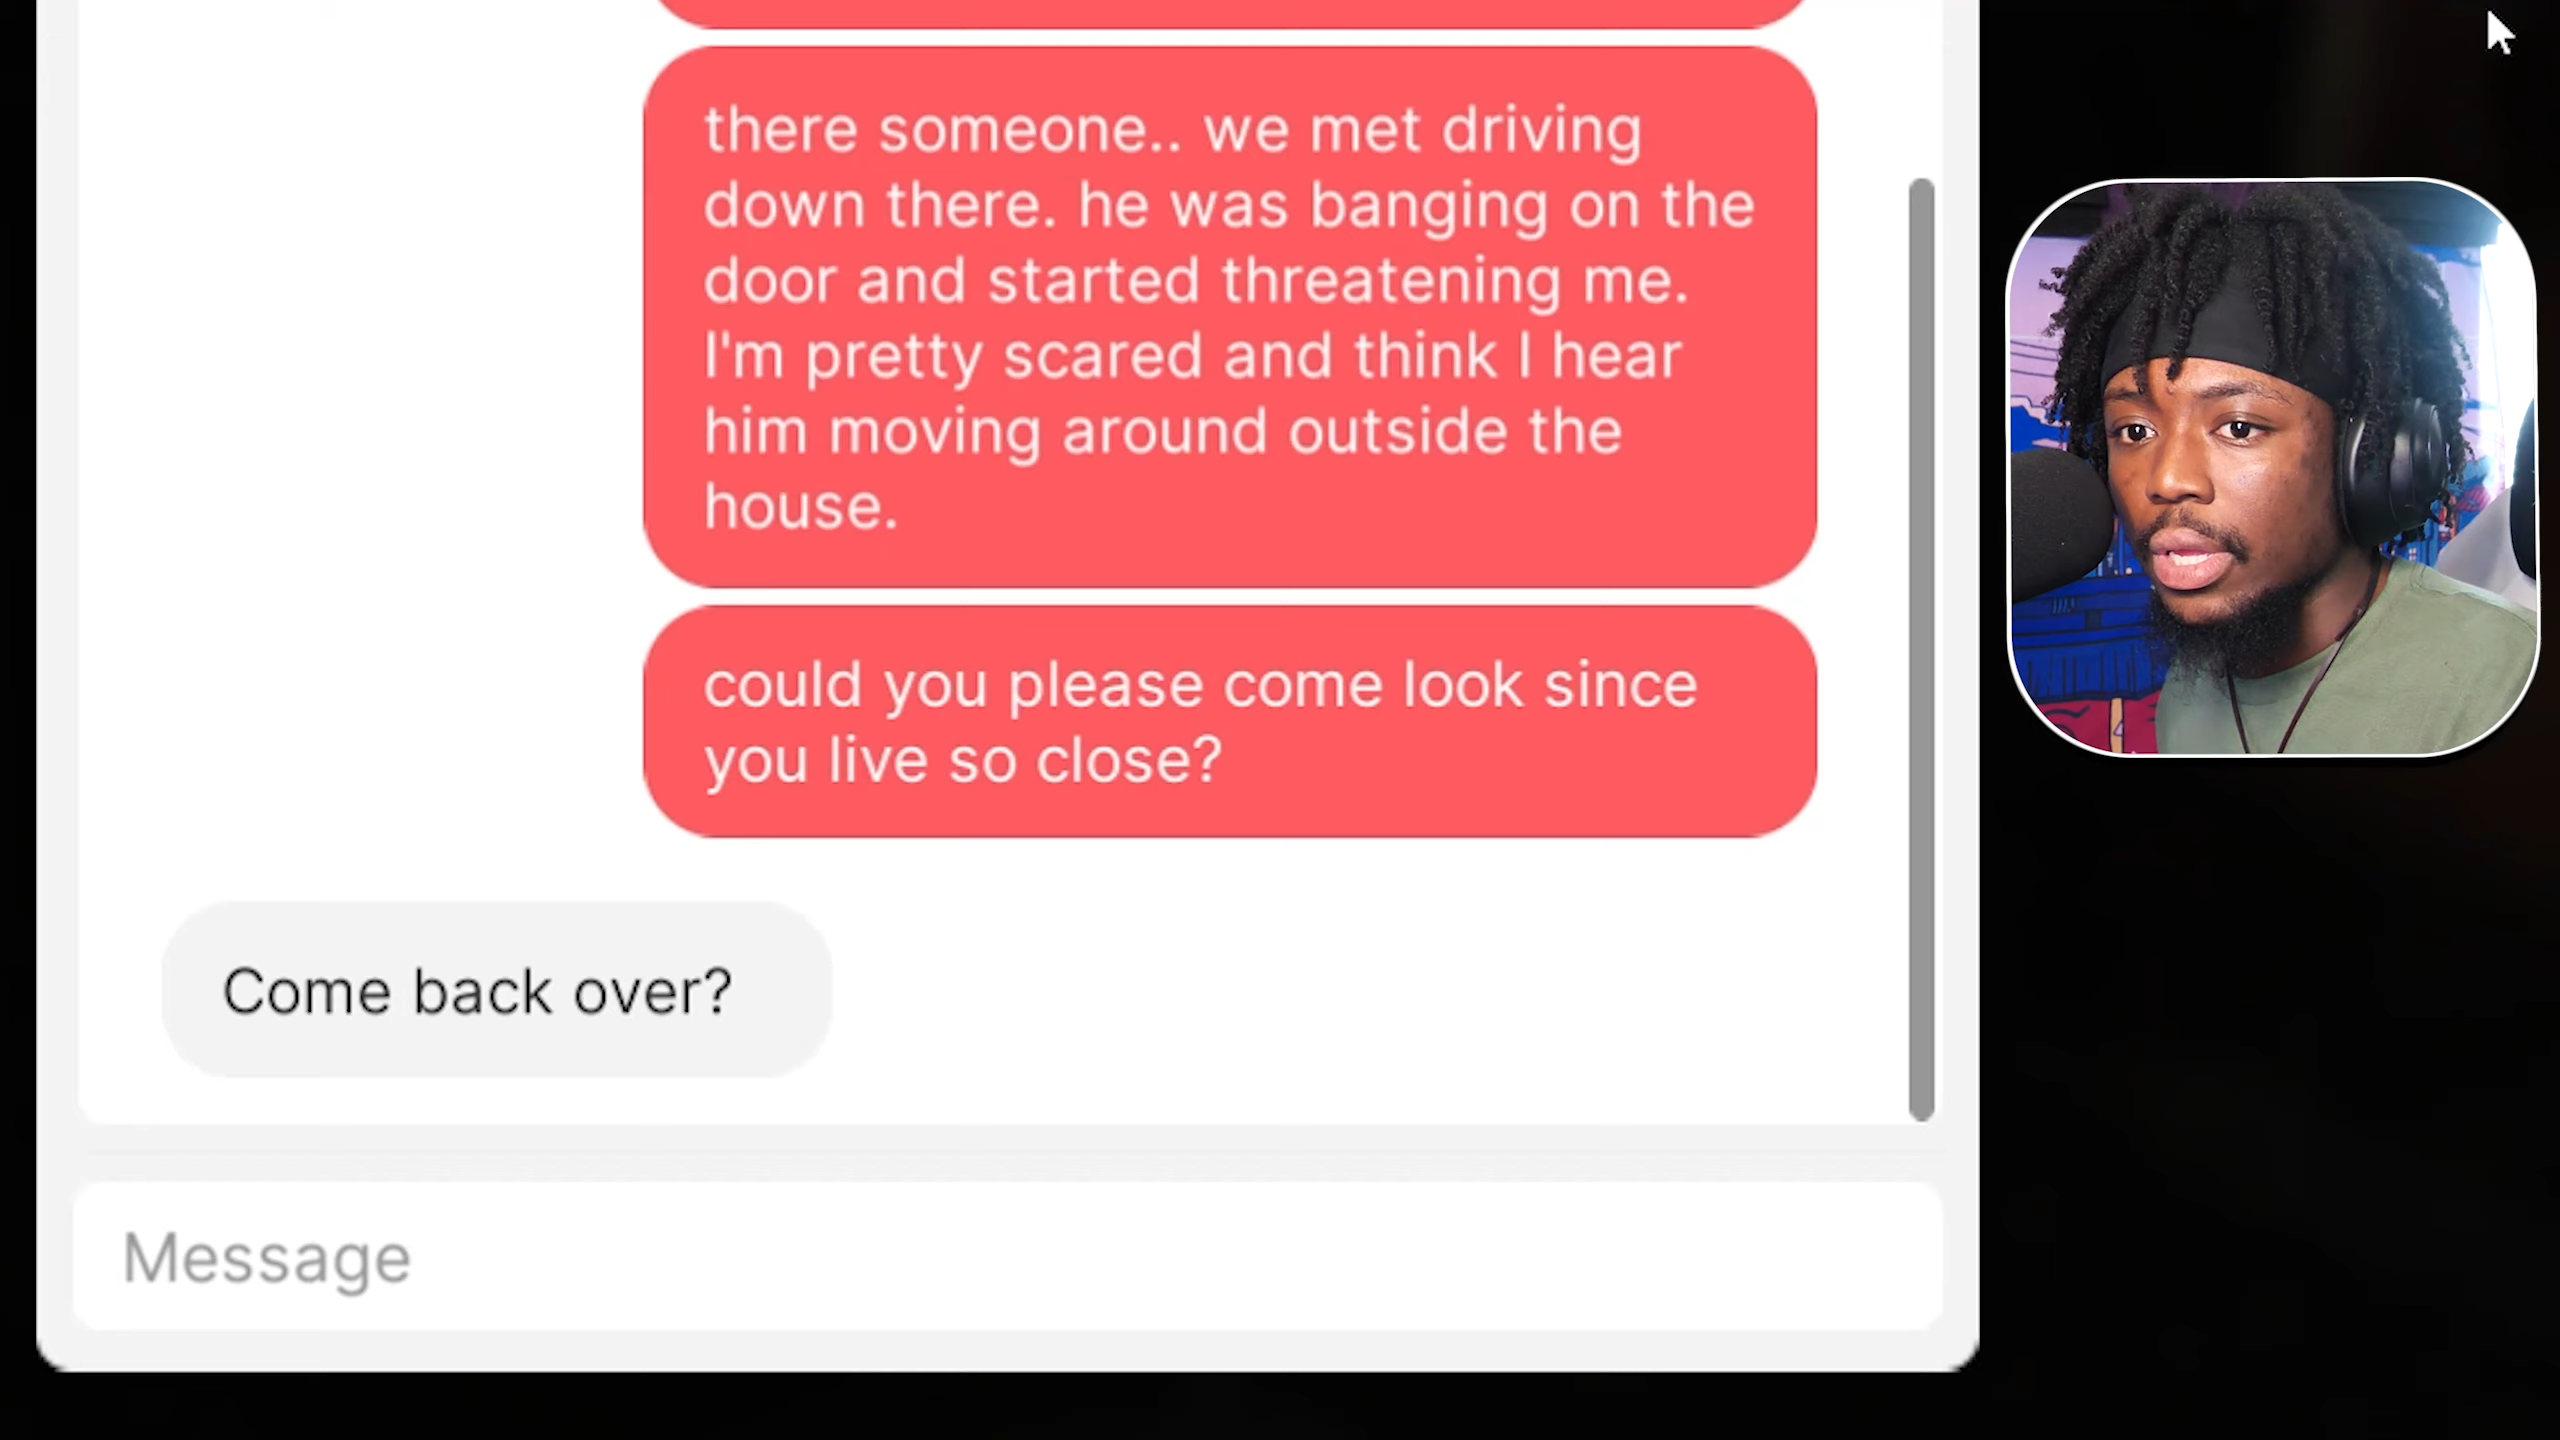 there someone.. we met driving
down there. he was banging on the
door and started threatening me.
I'm pretty scared and think I hear
him moving around outside the
house.
could you please come look since
you live so close?
Come back over?
Message